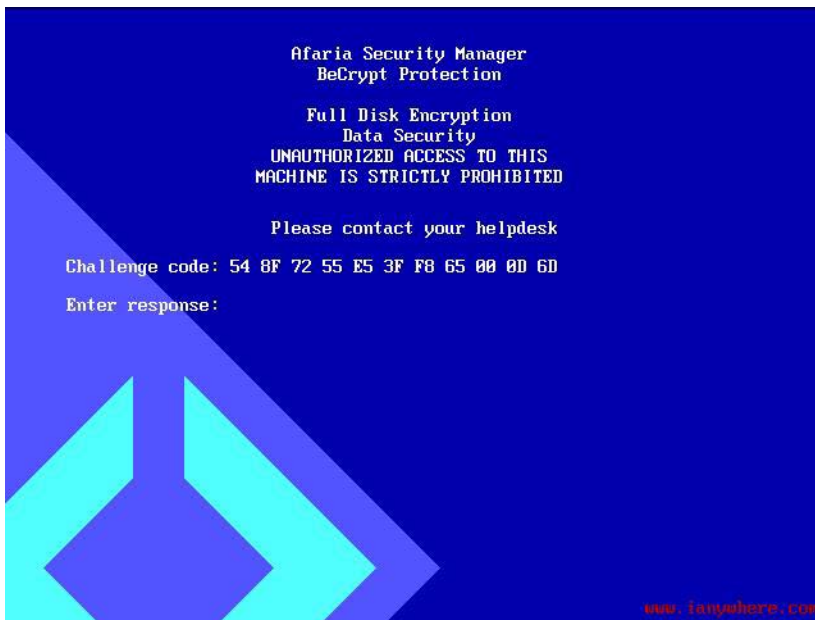 Afaria Security Manager
BeCrypt Protection
Full Disk Encryption
Data Security
UNAUTHORIZED ACCESS TO THIS
MACHINE IS STRICTLY PROHIBITED
Please contact your helpdesk
Challenge code: 54 8F 72 55 E5 3F F8 65 00 0D 6D
Enter response:
www.ianywhere.com